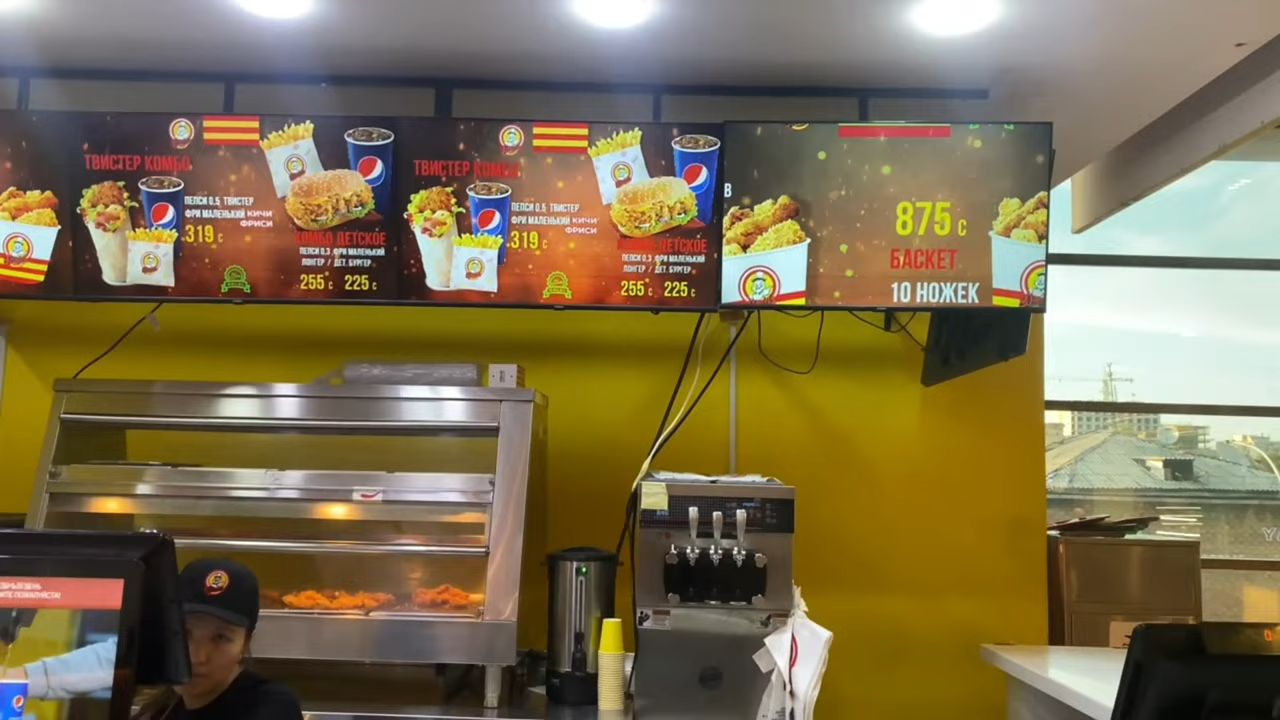 ТВИСТЕР КОМБО
ПЕПСИ 0,5 ТВИСТЕР
ФРИ МАЛЕНЬКИЙ КИЧИ
ФРИСИ
319 с
КОМБО ДЕТСКОЕ
ПЕПСИ 0,3 ФРИ МАЛЕНЬКИЙ
ЛОНГЕР / ДЕТ. БУРГЕР
255 с 225 с
ТВИСТЕР КОМБО
ПЕПСИ 0,5 ТВИСТЕР
ФРИ МАЛЕНЬКИЙ КИЧИ
ФРИСИ
319 с
КОМБО ДЕТСКОЕ
ПЕПСИ 0,3 ФРИ МАЛЕНЬКИЙ
ЛОНГЕР / ДЕТ. БУРГЕР
255 с 225 с
В
875 с
БАСКЕТ
10 НОЖЕК